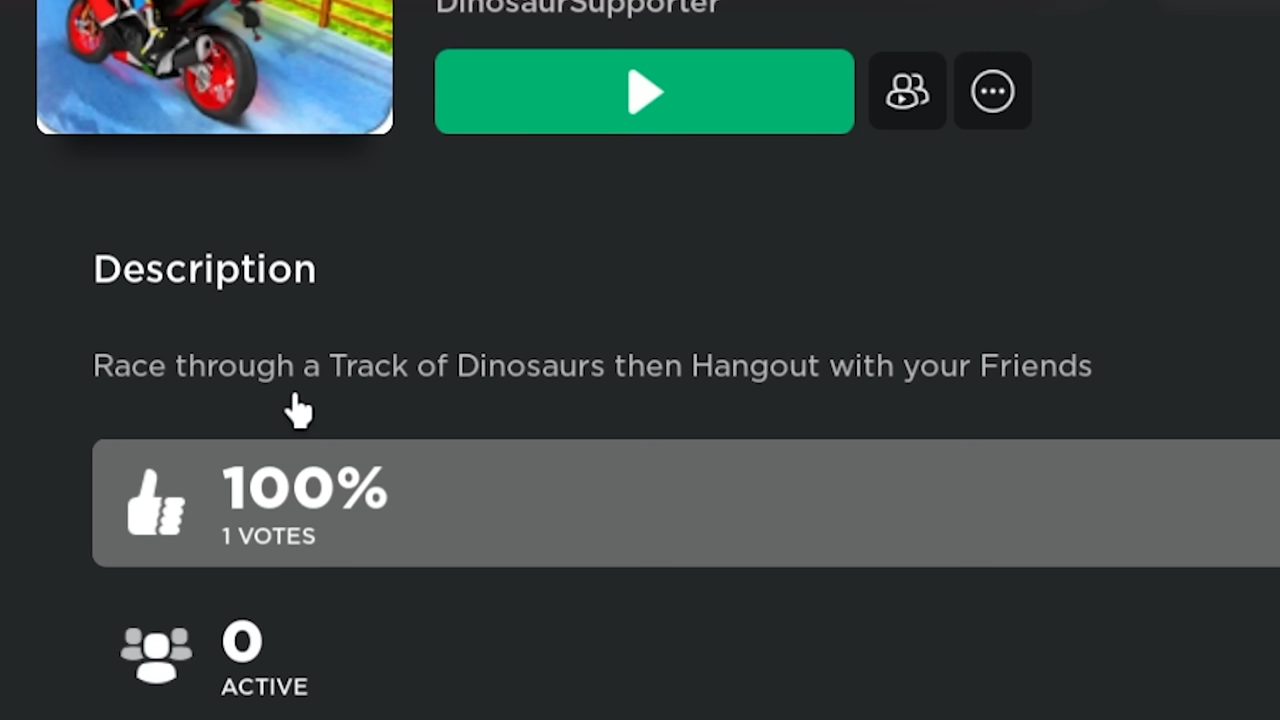 DinosaurSupporter
Description
Race through a Track of Dinosaurs then Hangout with your Friends
100%
1 VOTES
0
ACTIVE